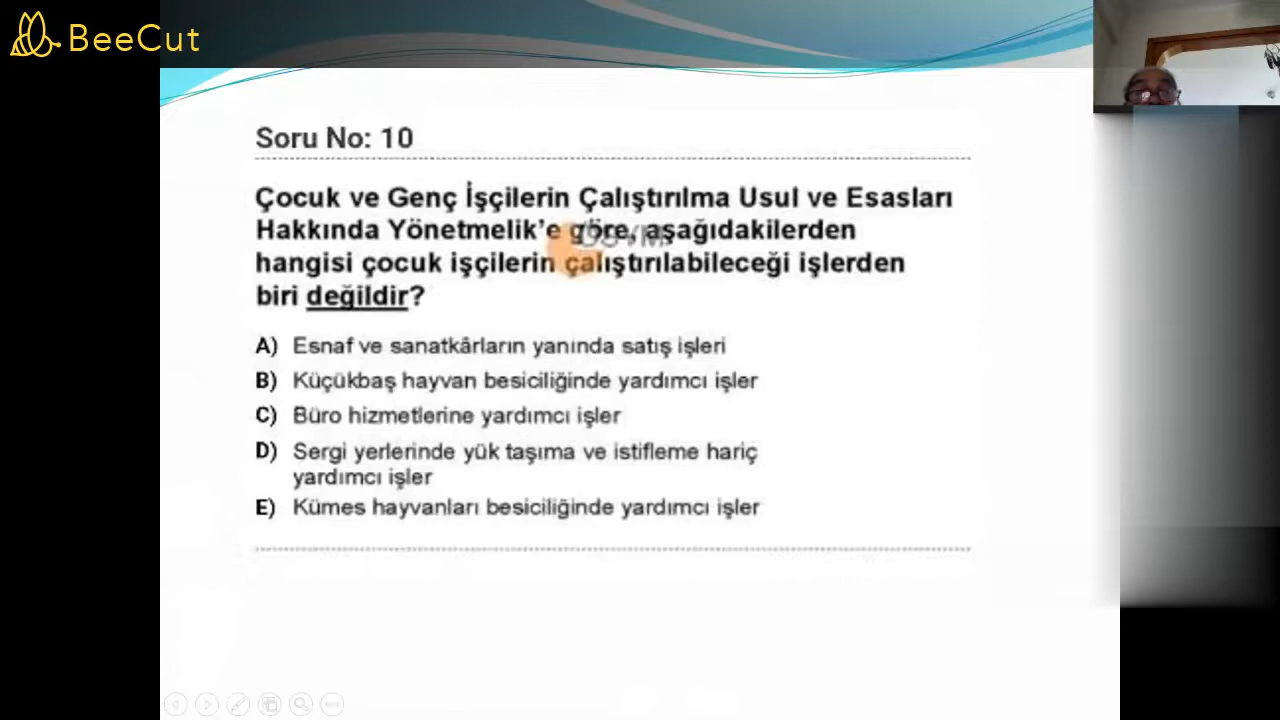 BeeCut
Soru No: 10
Çocuk ve Genç İşçilerin Çalıştırılma Usul ve Esasları
Hakkında Yönetmelik'e göre, aşağıdakilerden
hangisi çocuk işçilerin çalıştırılabileceği işlerden
biri değildir?
A) Esnaf ve sanatkârların yanında satış işleri
B) Küçükbaş hayvan besiciliğinde yardımcı işler
C) Büro hizmetlerine yardımcı işler
D) Sergi yerlerinde yük taşıma ve istifleme hariç
yardımcı işler
E) Kümes hayvanları besiciliğinde yardımcı işler